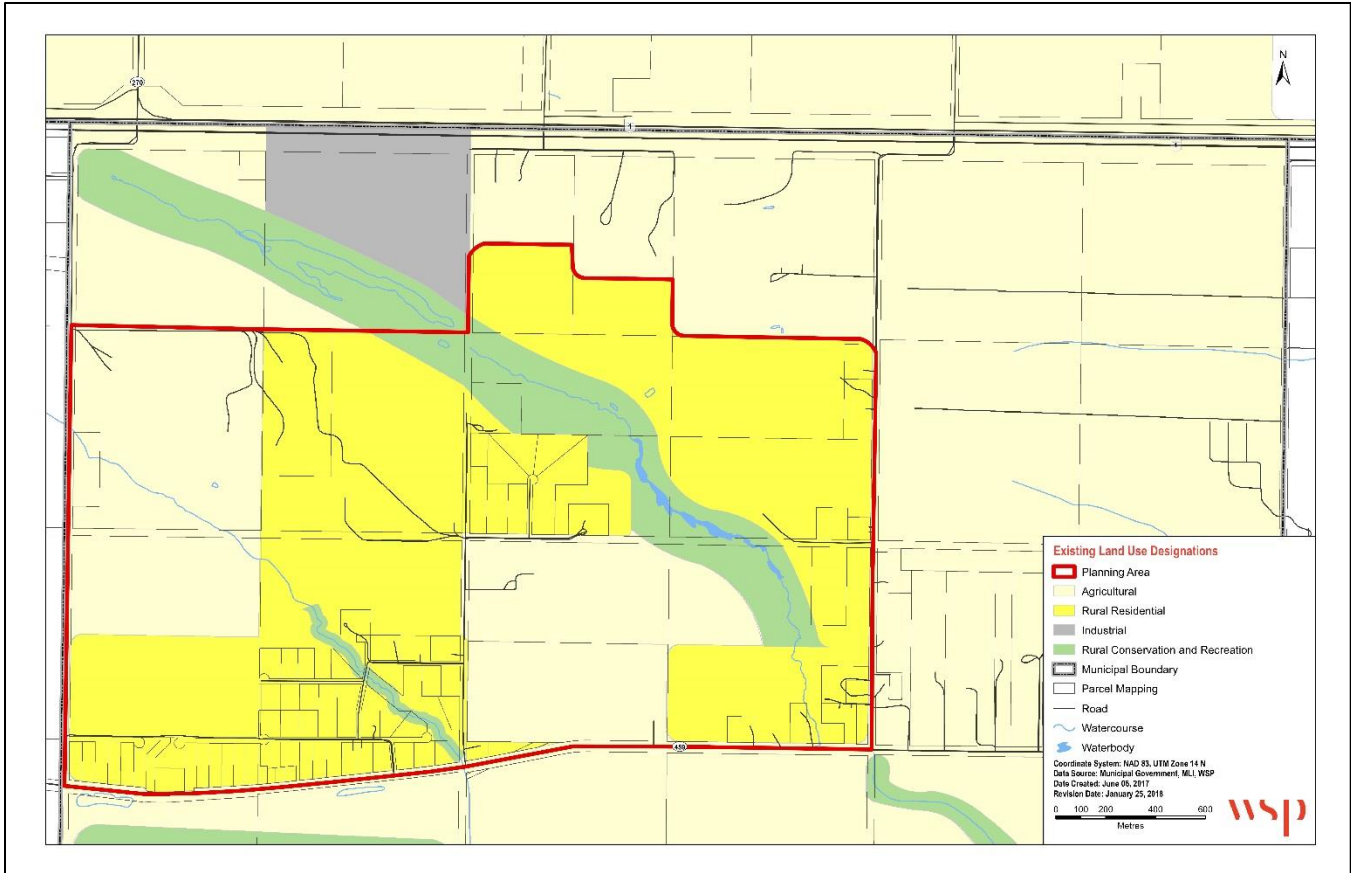 N
270
1
1
459
Existing Land Use Designations
Planning Area
Agricultural
Rural Residential
Industrial
Rural Conservation and Recreation
Municipal Boundary
Parcel Mapping
Road
Watercourse
Waterbody
Coordinate System: NAD 83, UTM Zone 14 N
Data Source: Municipal Government, MLI, WSP
Date Created: June 05, 2017
Revision Date: January 25, 2018
0 100 200 400 600
Metres
wsp